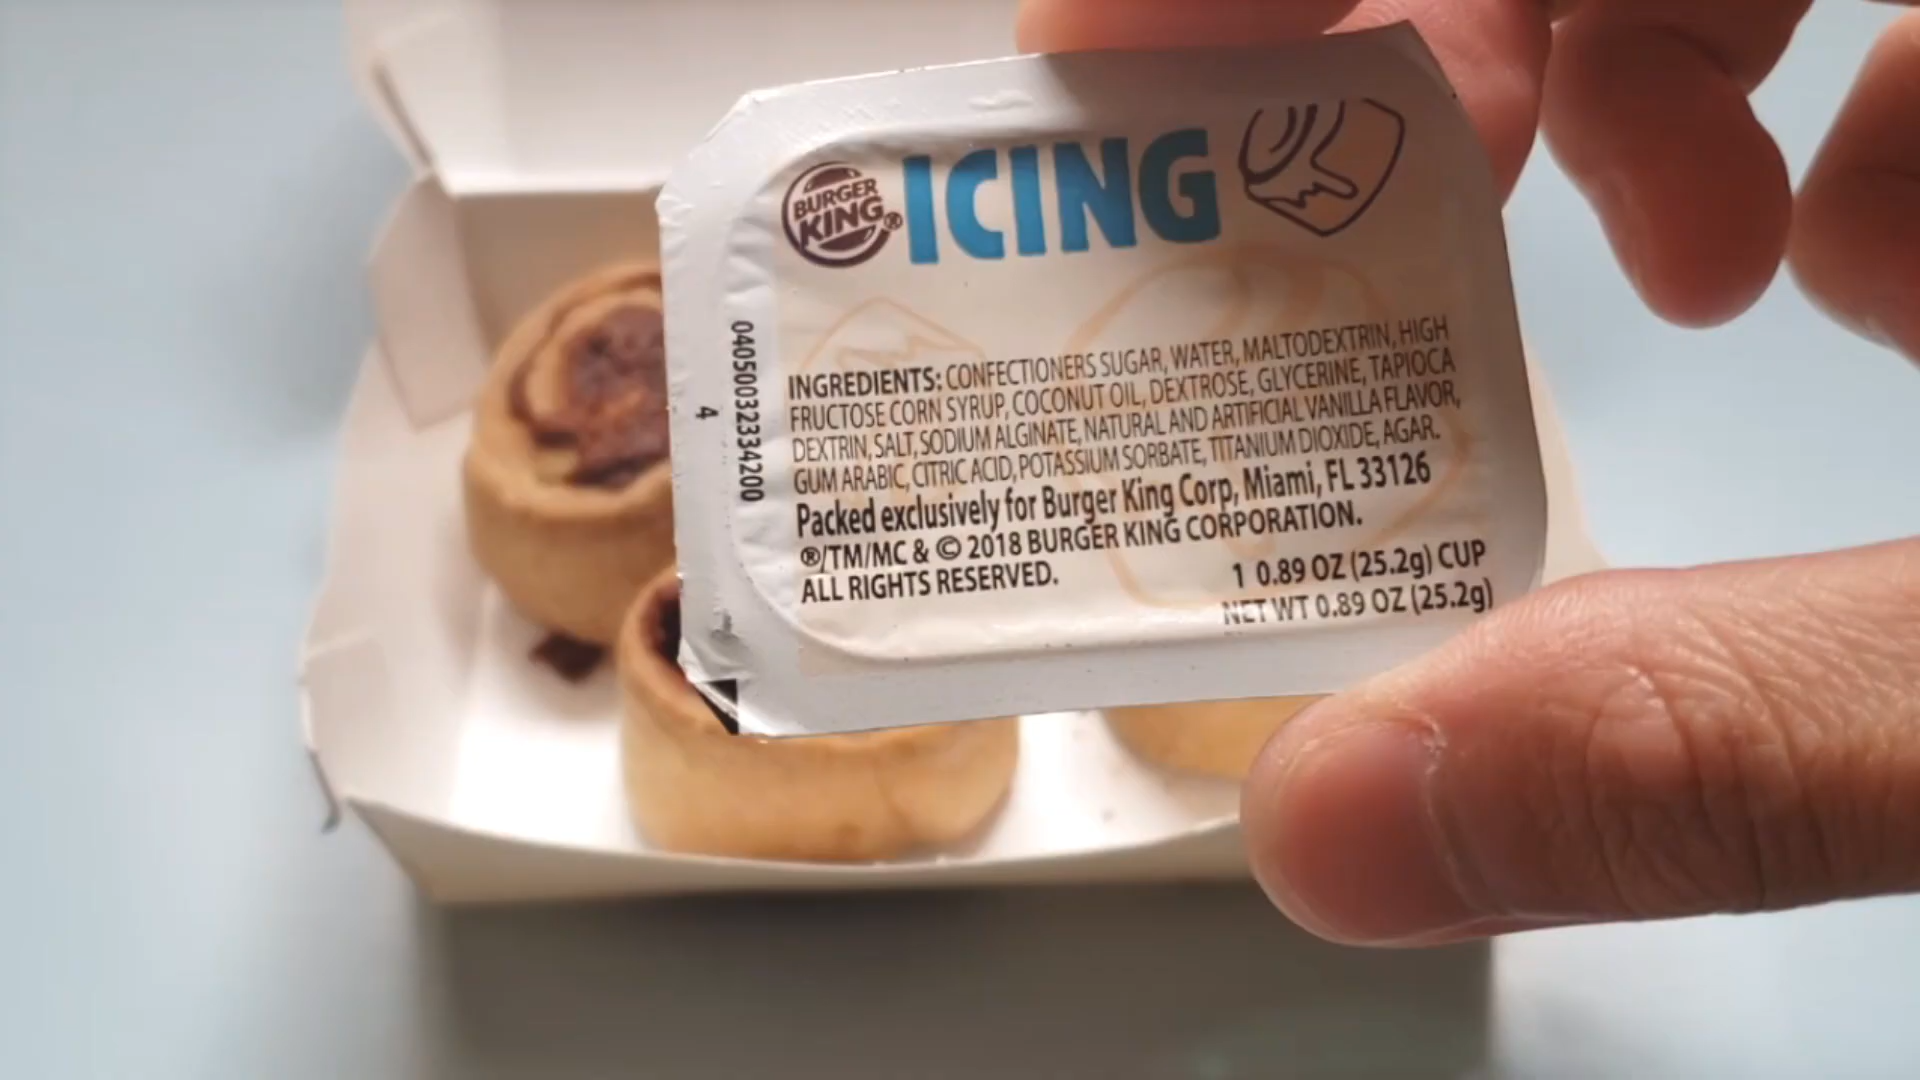 BURGER
KING®
ICING
INGREDIENTS: CONFECTIONERS SUGAR, WATER, MALTODEXTRIN, HIGH
FRUCTOSE CORN SYRUP, COCONUT OIL, DEXTROSE, GLYCERINE, TAPIOCA
DEXTRIN, SALT, SODIUM ALGINATE, NATURAL AND ARTIFICIAL VANILLA FLAVOR,
GUM ARABIC, CITRIC ACID, POTASSIUM SORBATE, TITANIUM DIOXIDE, AGAR.
Packed exclusively for Burger King Corp, Miami, FL 33126
®/TM/MC & © 2018 BURGER KING CORPORATION.
ALL RIGHTS RESERVED.
1 0.89 OZ (25.2g) CUP
NET WT 0.89 OZ (25.2g)
04050032334200
4